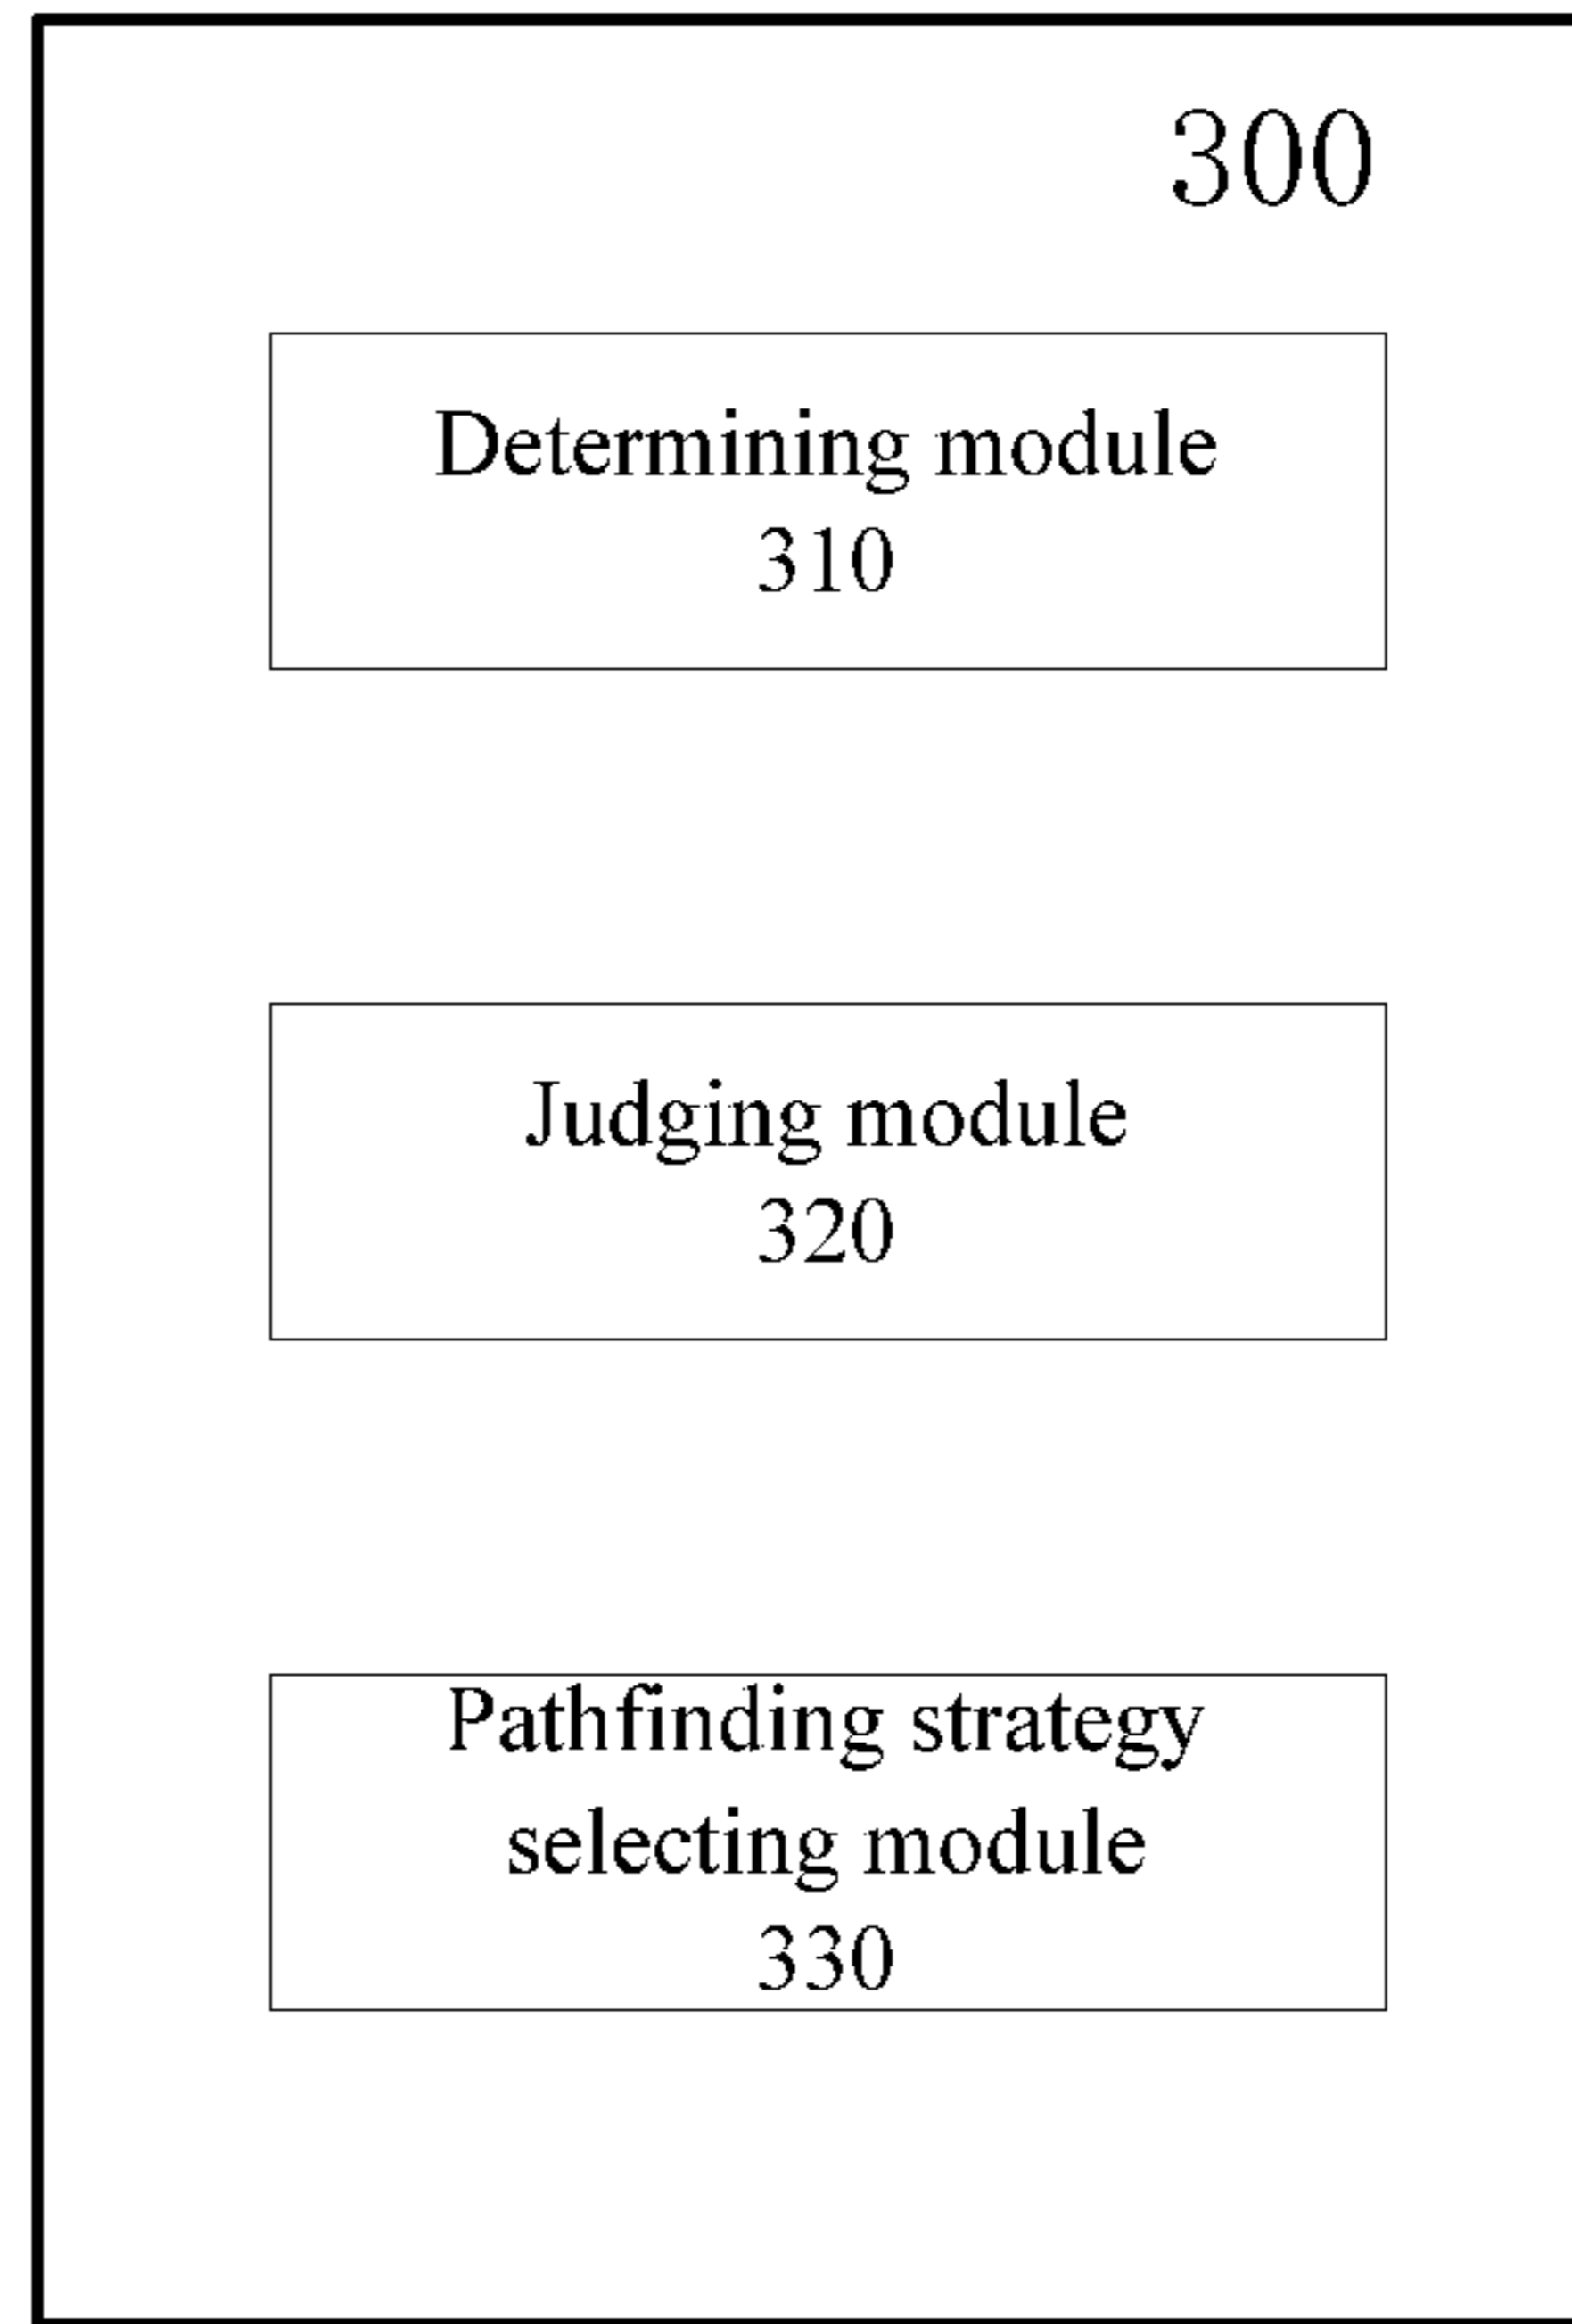 300
Determining module
310
Judging module
320
Pathfinding strategy
selecting module
330